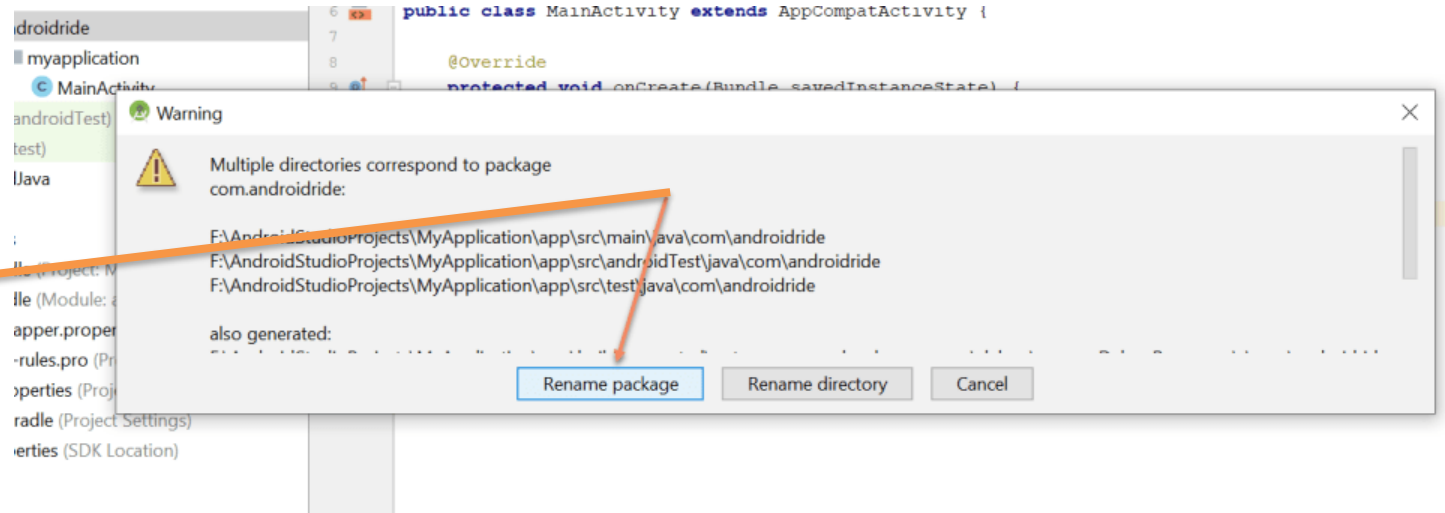 6 public class MainActivity extends AppCompatActivity {
7
8 @Override
9 protected void onCreate(Bundle savedInstanceState) {
droidride
myapplication
C MainActivity
androidTest)
test)
dJava
Warning
Multiple directories correspond to package
com.androidride:
F:\AndroidStudioProjects\MyApplication\app\src\main\java\com\androidride
F:\AndroidStudioProjects\MyApplication\app\src\androidTest\java\com\androidride
F:\AndroidStudioProjects\MyApplication\app\src\test\java\com\androidride
also generated:
Rename package Rename directory Cancel
(Project: M
dle (Module: a
apper.proper
-rules.pro (Pr
operties (Proj
radle (Project Settings)
erties (SDK Location)